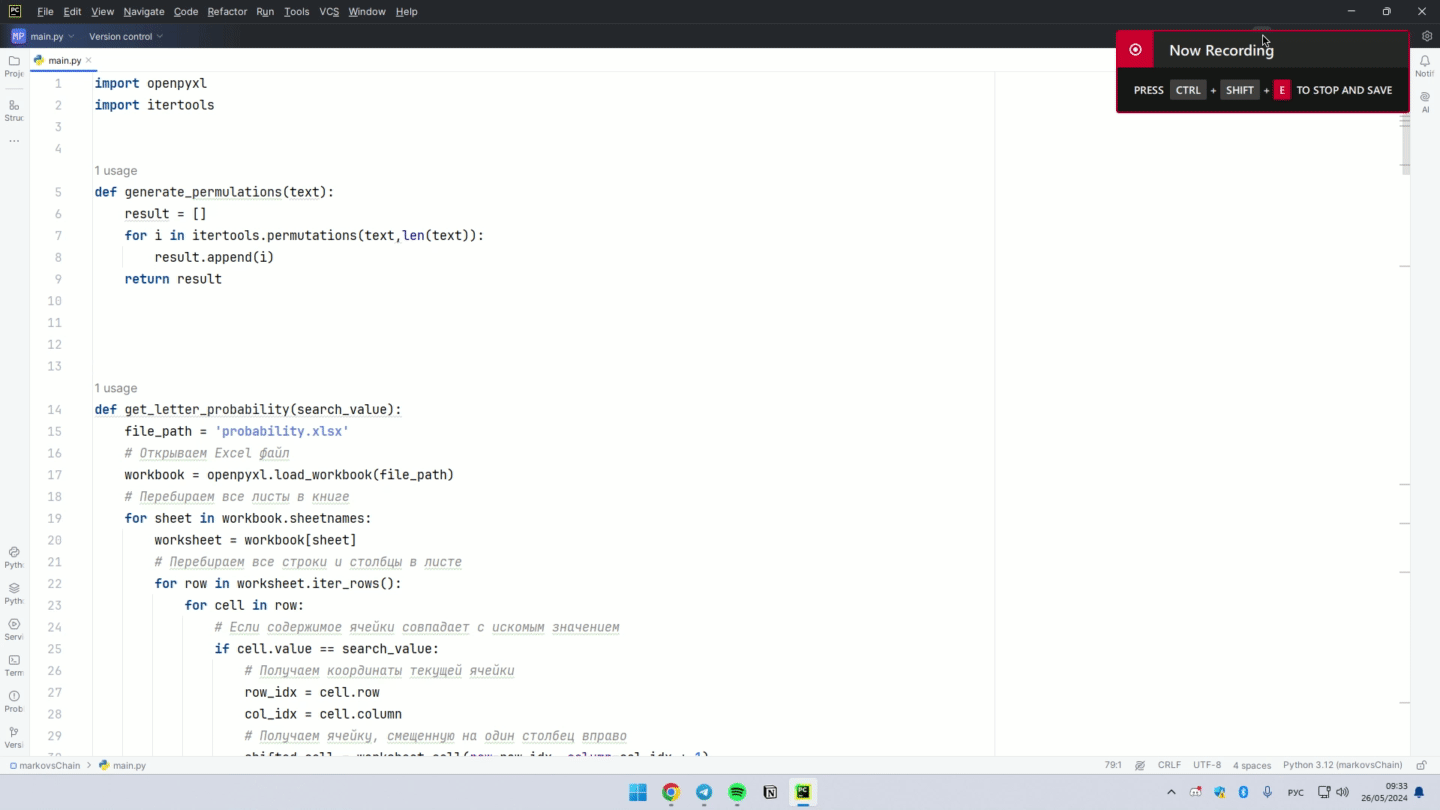 File Edit View Navigate Code Refactor Run Tools VCS Window Help
MP main.py Version control
main.py
Now Recording
PRESS CTRL + SHIFT + E TO STOP AND SAVE
Proje
Struc
Notif
AI
1 import openpyxl
2 import itertools
3
4
1 usage
5 def generate_permulations(text):
6 result = []
7 for i in itertools.permutations(text,len(text)):
8 result.append(i)
9 return result
10
11
12
13
1 usage
14 def get_letter_probability(search_value):
15 file_path = 'probability.xlsx'
16 # Открываем Excel файл
17 workbook = openpyxl.load_workbook(file_path)
18 # Перебираем все листы в книге
19 for sheet in workbook.sheetnames:
20 worksheet = workbook[sheet]
21 # Перебираем все строки и столбцы в листе
22 for row in worksheet.iter_rows():
23 for cell in row:
24 # Если содержимое ячейки совпадает с искомым значением
25 if cell.value == search_value:
26 # Получаем координаты текущей ячейки
27 row_idx = cell.row
28 col_idx = cell.column
29 # Получаем ячейку, смещенную на один столбец вправо
Pyth
Pyth
Servi
Term
Prob
Versi
markovsChain > main.py
79:1 CRLF UTF-8 4 spaces Python 3.12 (markovsChain)
РУС 09:33
26/05/2024